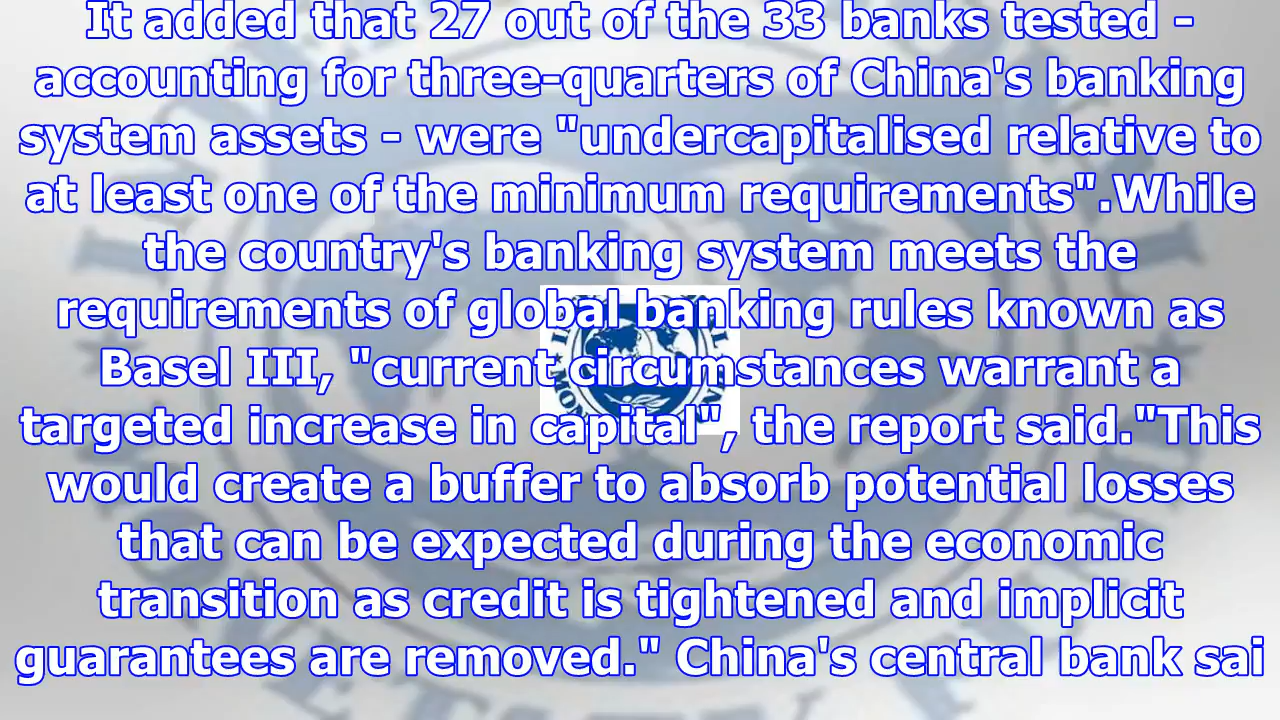 It added that 27 out of the 33 banks tested -
accounting for three-quarters of China's banking
system assets - were "undercapitalised relative to
at least one of the minimum requirements".While
the country's banking system meets the
requirements of global banking rules known as
Basel III, "current circumstances warrant a
targeted increase in capital", the report said."This
would create a buffer to absorb potential losses
that can be expected during the economic
transition as credit is tightened and implicit
guarantees are removed." China's central bank sai